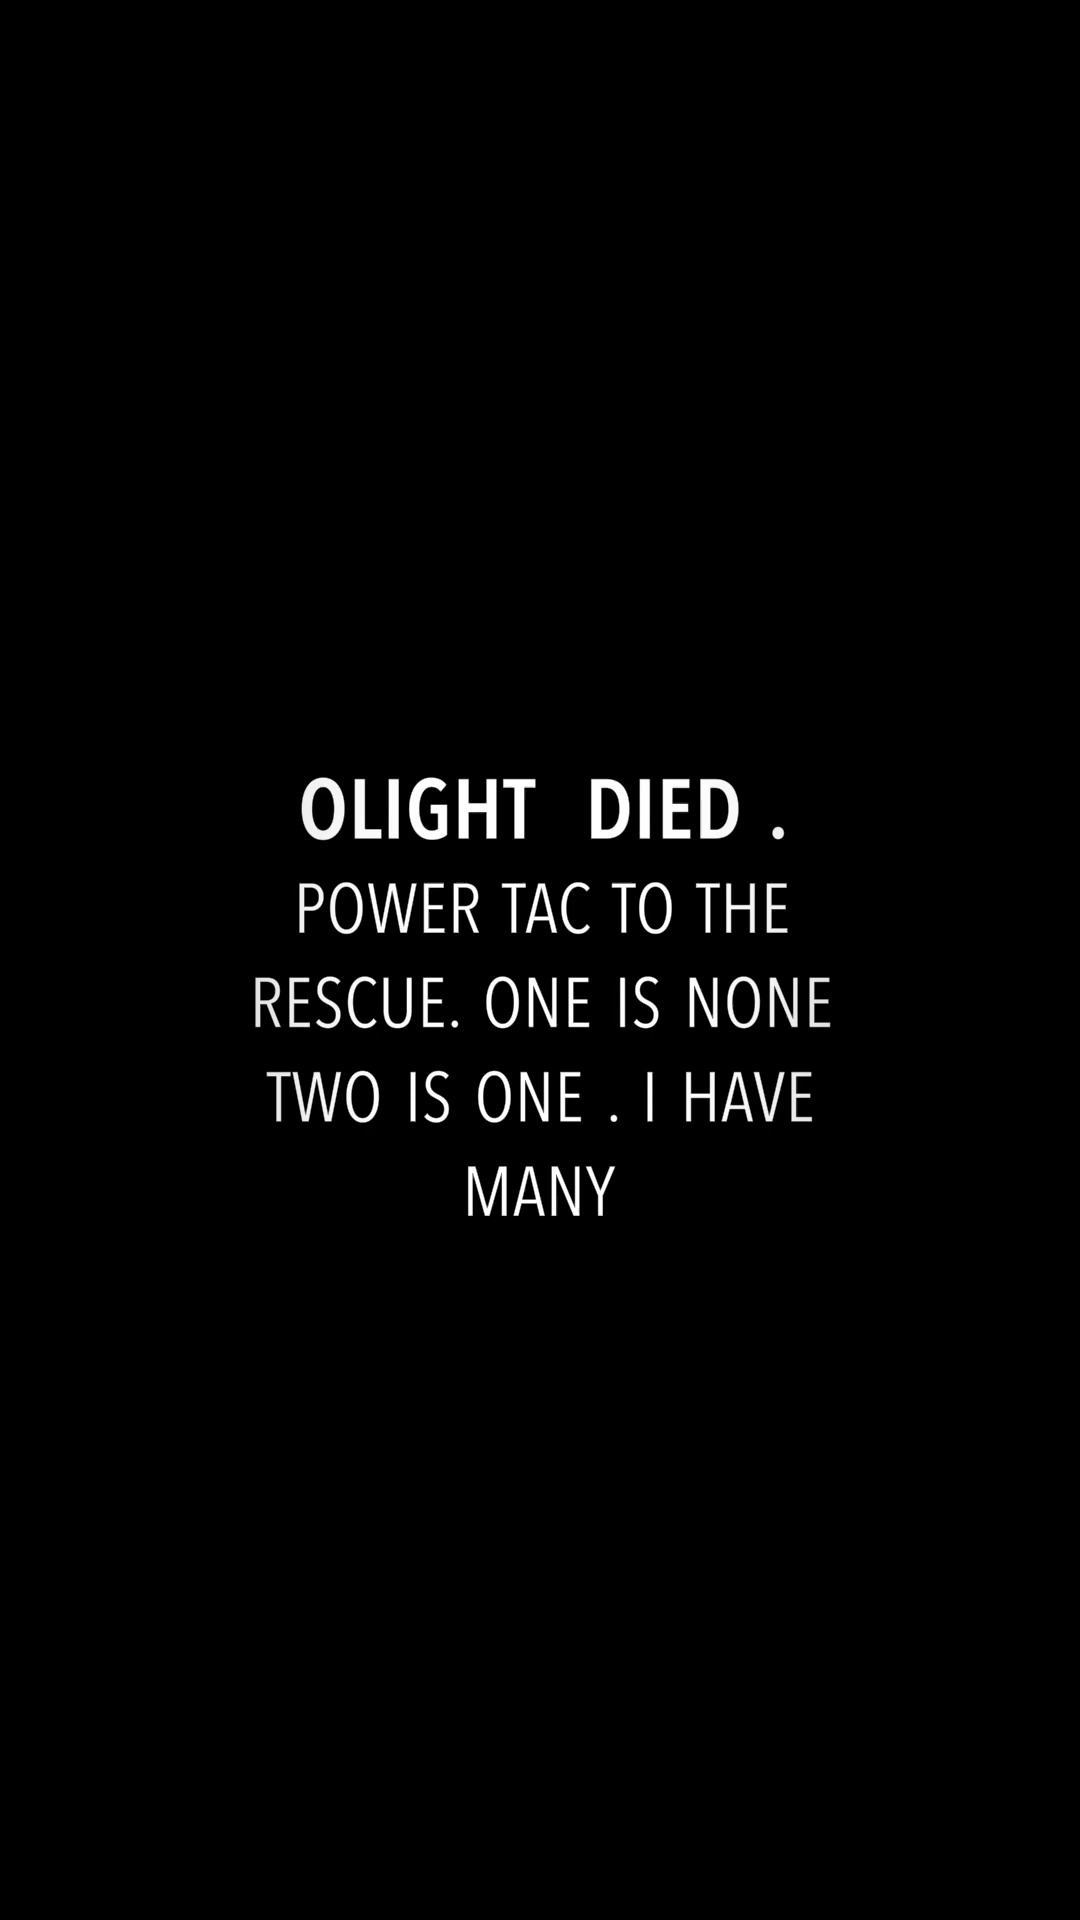 OLIGHT  DIED .
POWER TAC TO THE
RESCUE. ONE IS NONE
TWO IS ONE . I HAVE
MANY